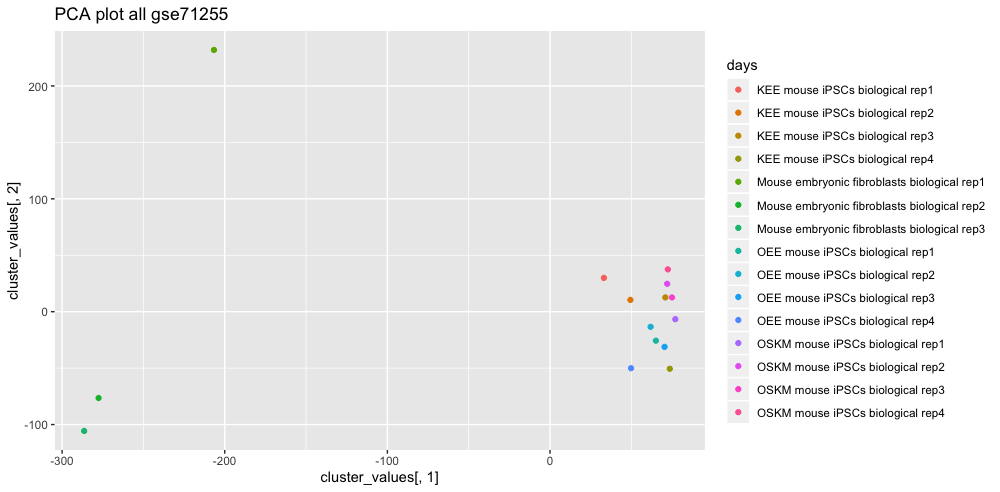 PCA plot all gse71255
cluster_values[, 2]
200
100
0
-100
-300
-200
-100
0
cluster_values[, 1]
days
KEE mouse iPSCs biological rep1
KEE mouse iPSCs biological rep2
KEE mouse iPSCs biological rep3
KEE mouse iPSCs biological rep4
Mouse embryonic fibroblasts biological rep1
Mouse embryonic fibroblasts biological rep2
Mouse embryonic fibroblasts biological rep3
OEE mouse iPSCs biological rep1
OEE mouse iPSCs biological rep2
OEE mouse iPSCs biological rep3
OEE mouse iPSCs biological rep4
OSKM mouse iPSCs biological rep1
OSKM mouse iPSCs biological rep2
OSKM mouse iPSCs biological rep3
OSKM mouse iPSCs biological rep4